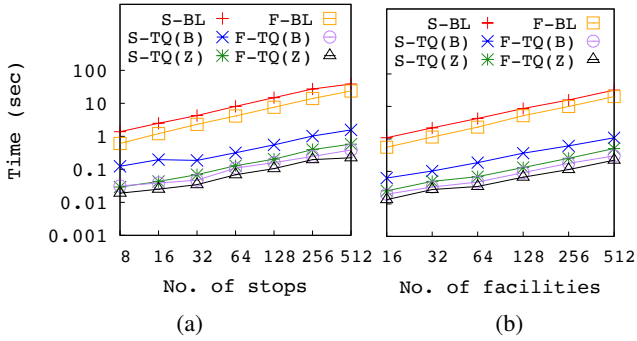 S-BL F-BL
S-TQ(B) F-TQ(B)
S-TQ(Z) F-TQ(Z)
S-BL F-BL
S-TQ(B) F-TQ(B)
S-TQ(Z) F-TQ(Z)
Time (sec)
100
10
1
0.1
0.01
0.001
8 16 32 64 128 256 512
16 32 64 128 256 512
No. of stops
No. of facilities
(a)
(b)